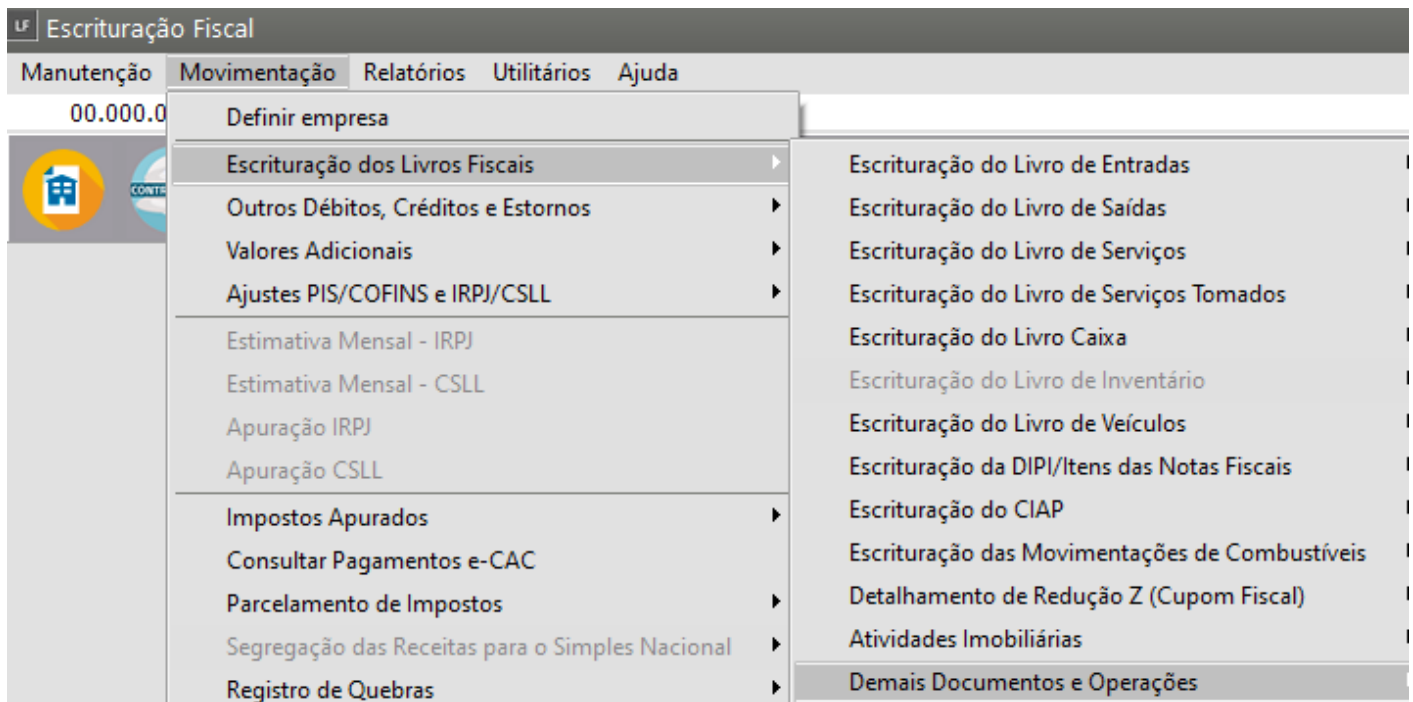 LF Escrituração Fiscal
Manutenção Movimentação Relatórios Utilitários Ajuda
00.000.0
Definir empresa
Escrituração dos Livros Fiscais
Outros Débitos, Créditos e Estornos
Valores Adicionais
Ajustes PIS/COFINS e IRPJ/CSLL
Estimativa Mensal - IRPJ
Estimativa Mensal - CSLL
Apuração IRPJ
Apuração CSLL
Impostos Apurados
Consultar Pagamentos e-CAC
Parcelamento de Impostos
Segregação das Receitas para o Simples Nacional
Registro de Quebras
Escrituração do Livro de Entradas
Escrituração do Livro de Saídas
Escrituração do Livro de Serviços
Escrituração do Livro de Serviços Tomados
Escrituração do Livro Caixa
Escrituração do Livro de Inventário
Escrituração do Livro de Veículos
Escrituração da DIPI/Itens das Notas Fiscais
Escrituração do CIAP
Escrituração das Movimentações de Combustíveis
Detalhamento de Redução Z (Cupom Fiscal)
Atividades Imobiliárias
Demais Documentos e Operações